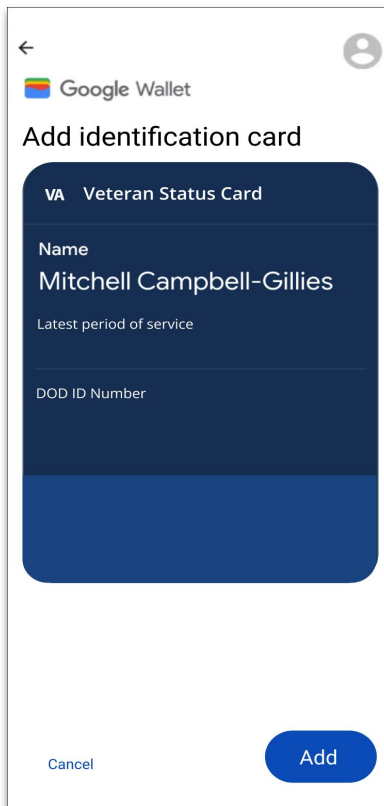 Google Wallet
Add identification card
VA Veteran Status Card
Name
Mitchell Campbell-Gillies
Latest period of service
DOD ID Number
Cancel
Add